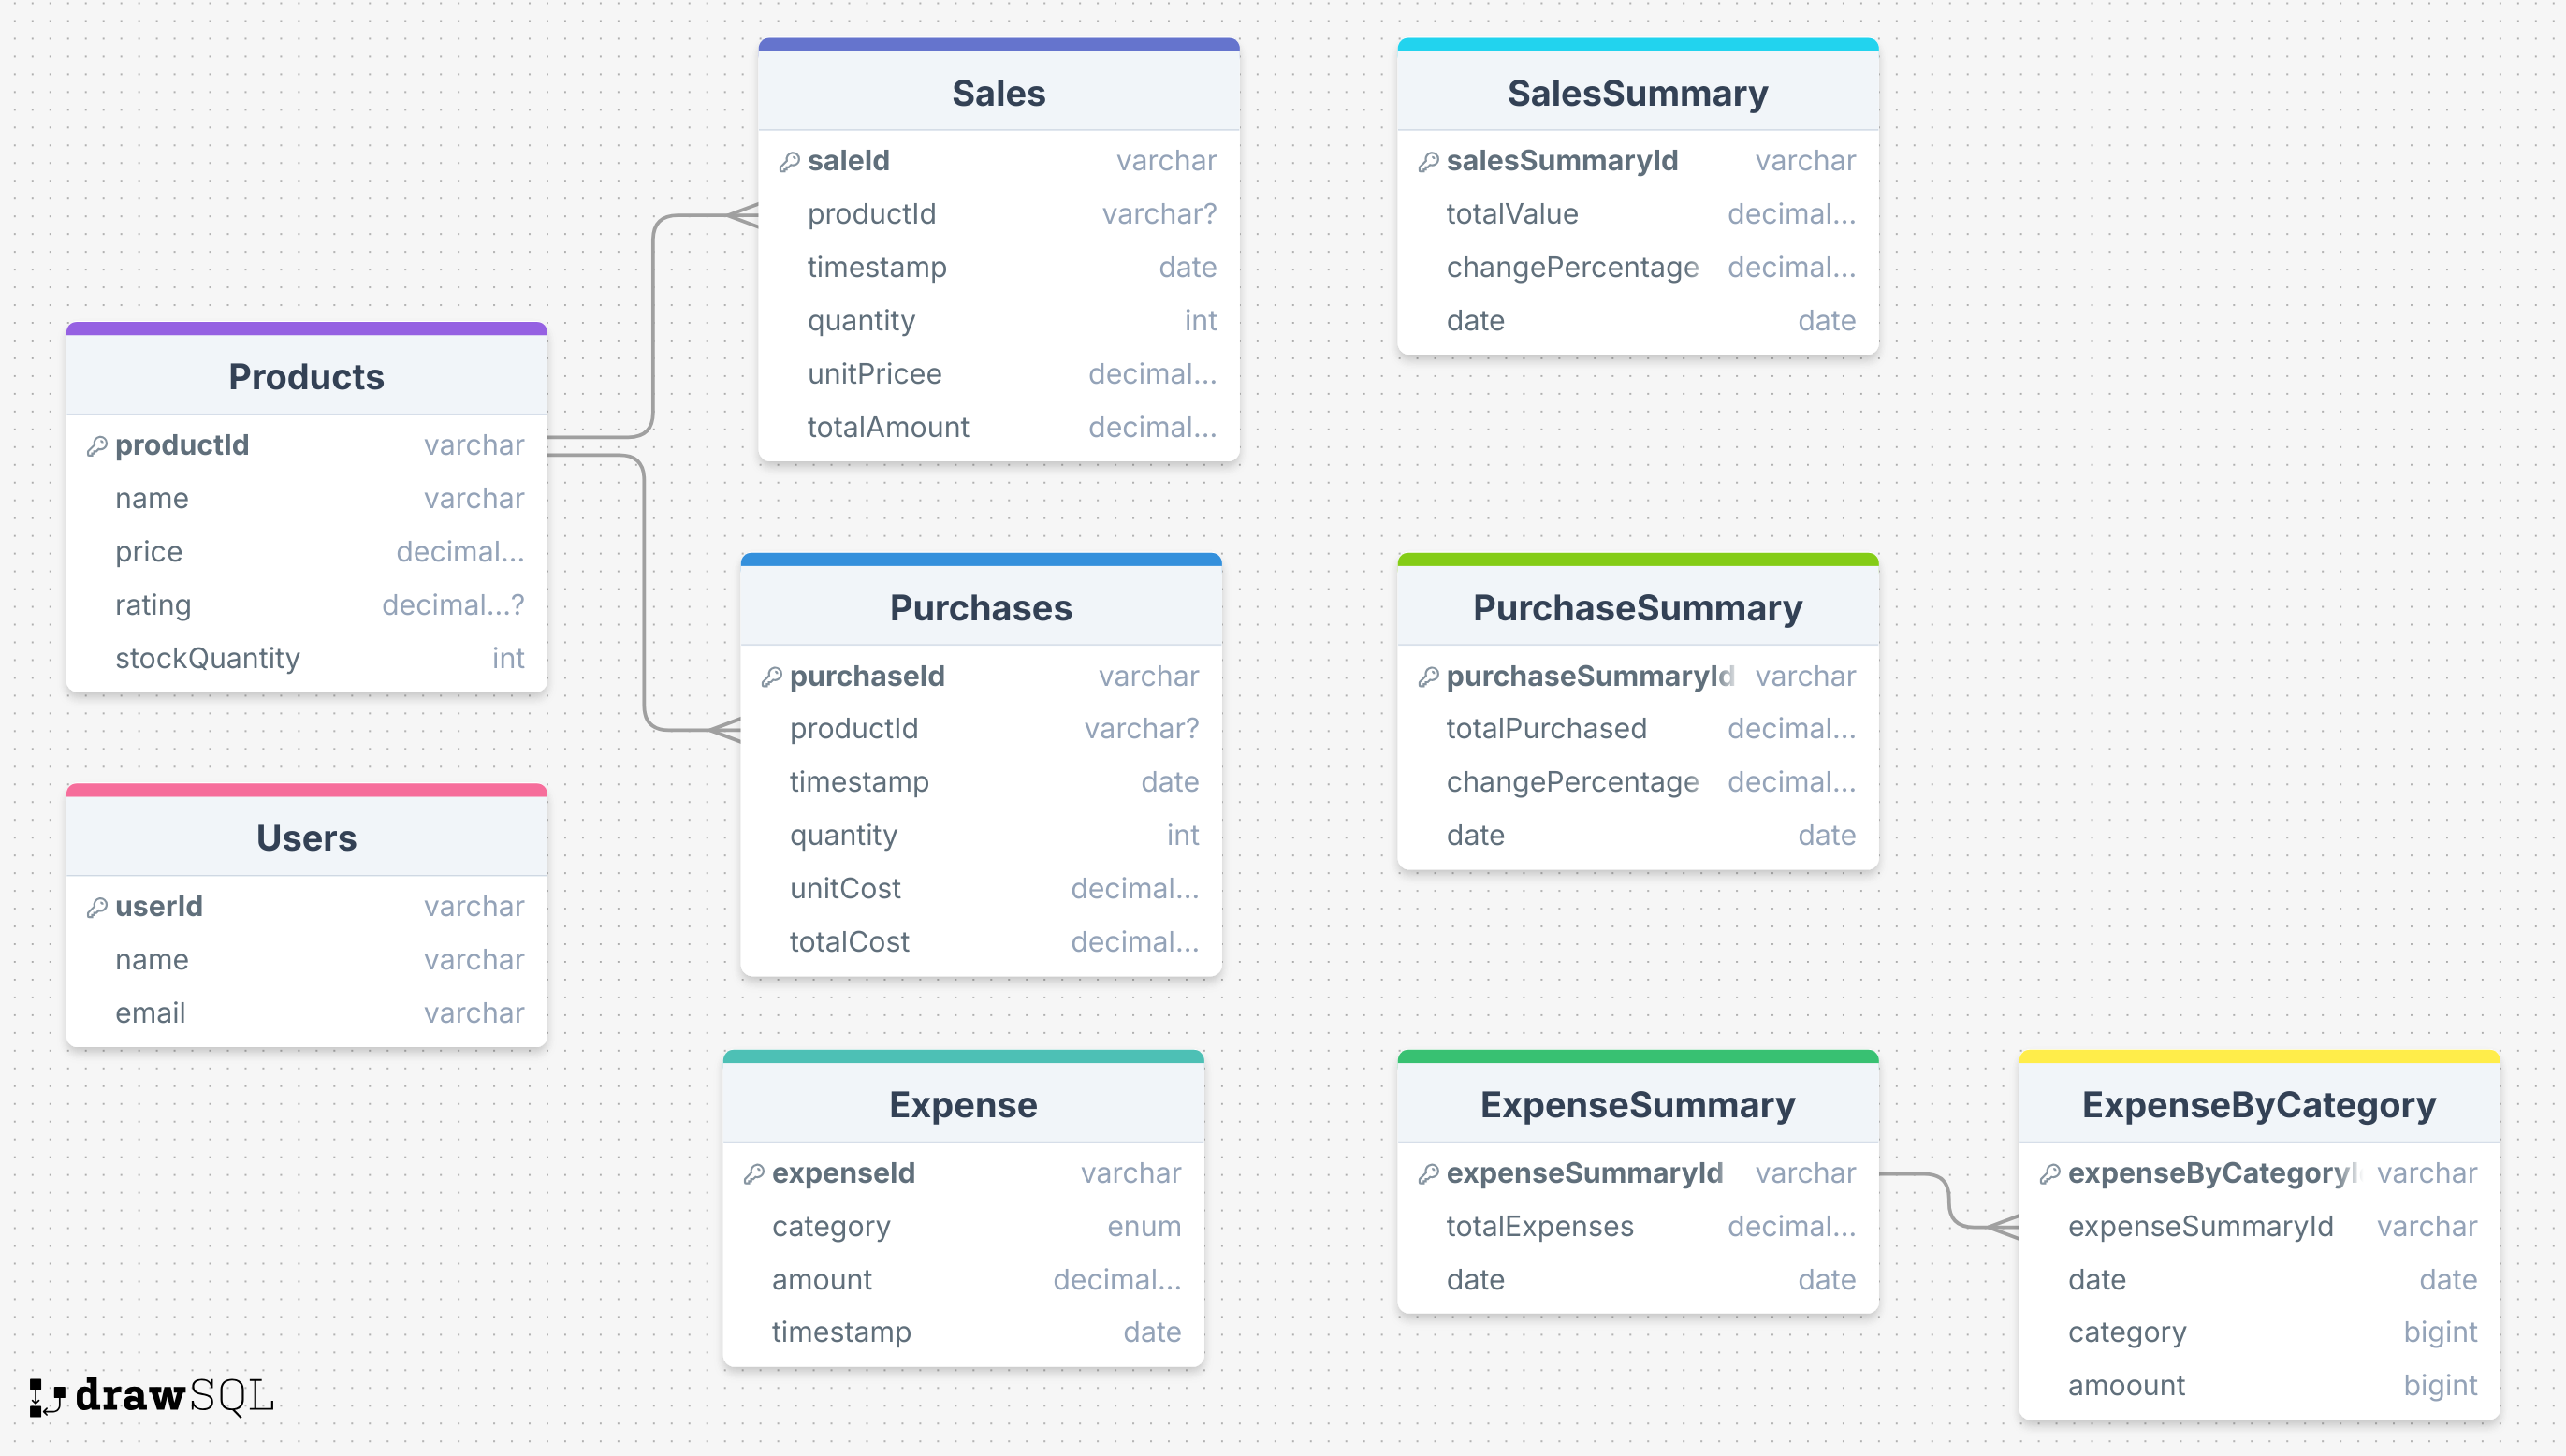 Sales
saleId varchar
productId varchar?
timestamp date
quantity int
unitPricee decimal...
totalAmount decimal...
SalesSummary
salesSummaryId varchar
totalValue decimal...
changePercentage decimal...
date date
Products
productId varchar
name varchar
price decimal...
rating decimal...?
stockQuantity int
Purchases
purchaseId varchar
productId varchar?
timestamp date
quantity int
unitCost decimal...
totalCost decimal...
PurchaseSummary
purchaseSummaryId varchar
totalPurchased decimal...
changePercentage decimal...
date date
Users
userId varchar
name varchar
email varchar
Expense
expenseId varchar
category enum
amount decimal...
timestamp date
ExpenseSummary
expenseSummaryId varchar
totalExpenses decimal...
date date
ExpenseByCategory
expenseByCategoryI varchar
expenseSummaryId varchar
date date
category bigint
amoount bigint
drawSQL